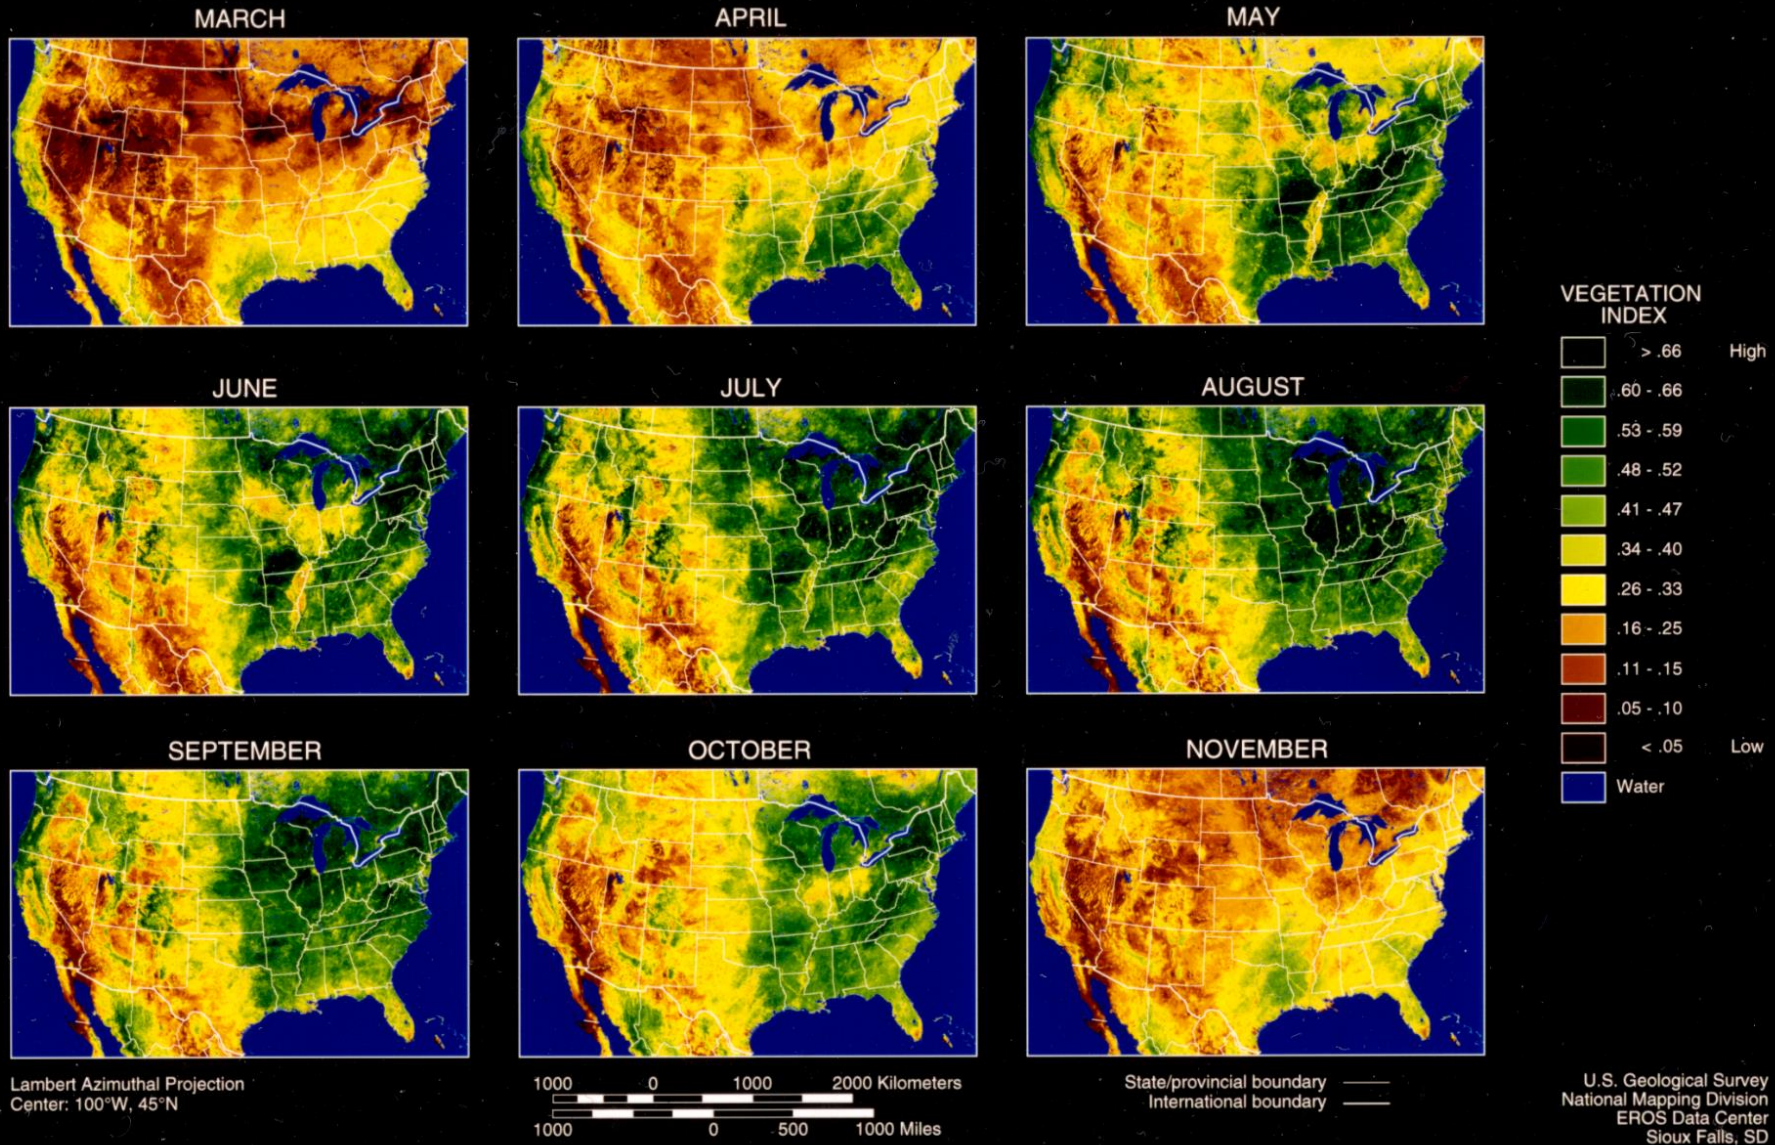 MARCH
APRIL
MAY
JUNE
JULY
AUGUST
SEPTEMBER
OCTOBER
NOVEMBER
VEGETATION
INDEX
> .66 High
.60 - .66
.53 - .59
.48 - .52
.41 - .47
.34 - .40
.26 - .33
.16 - .25
.11 - .15
.05 - .10
< .05 Low
Water
Lambert Azimuthal Projection
Center: 100°W, 45°N
1000 0 1000 2000 Kilometers
1000 0 500 1000 Miles
State/provincial boundary
International boundary
U.S. Geological Survey
National Mapping Division
EROS Data Center
Sioux Falls, SD